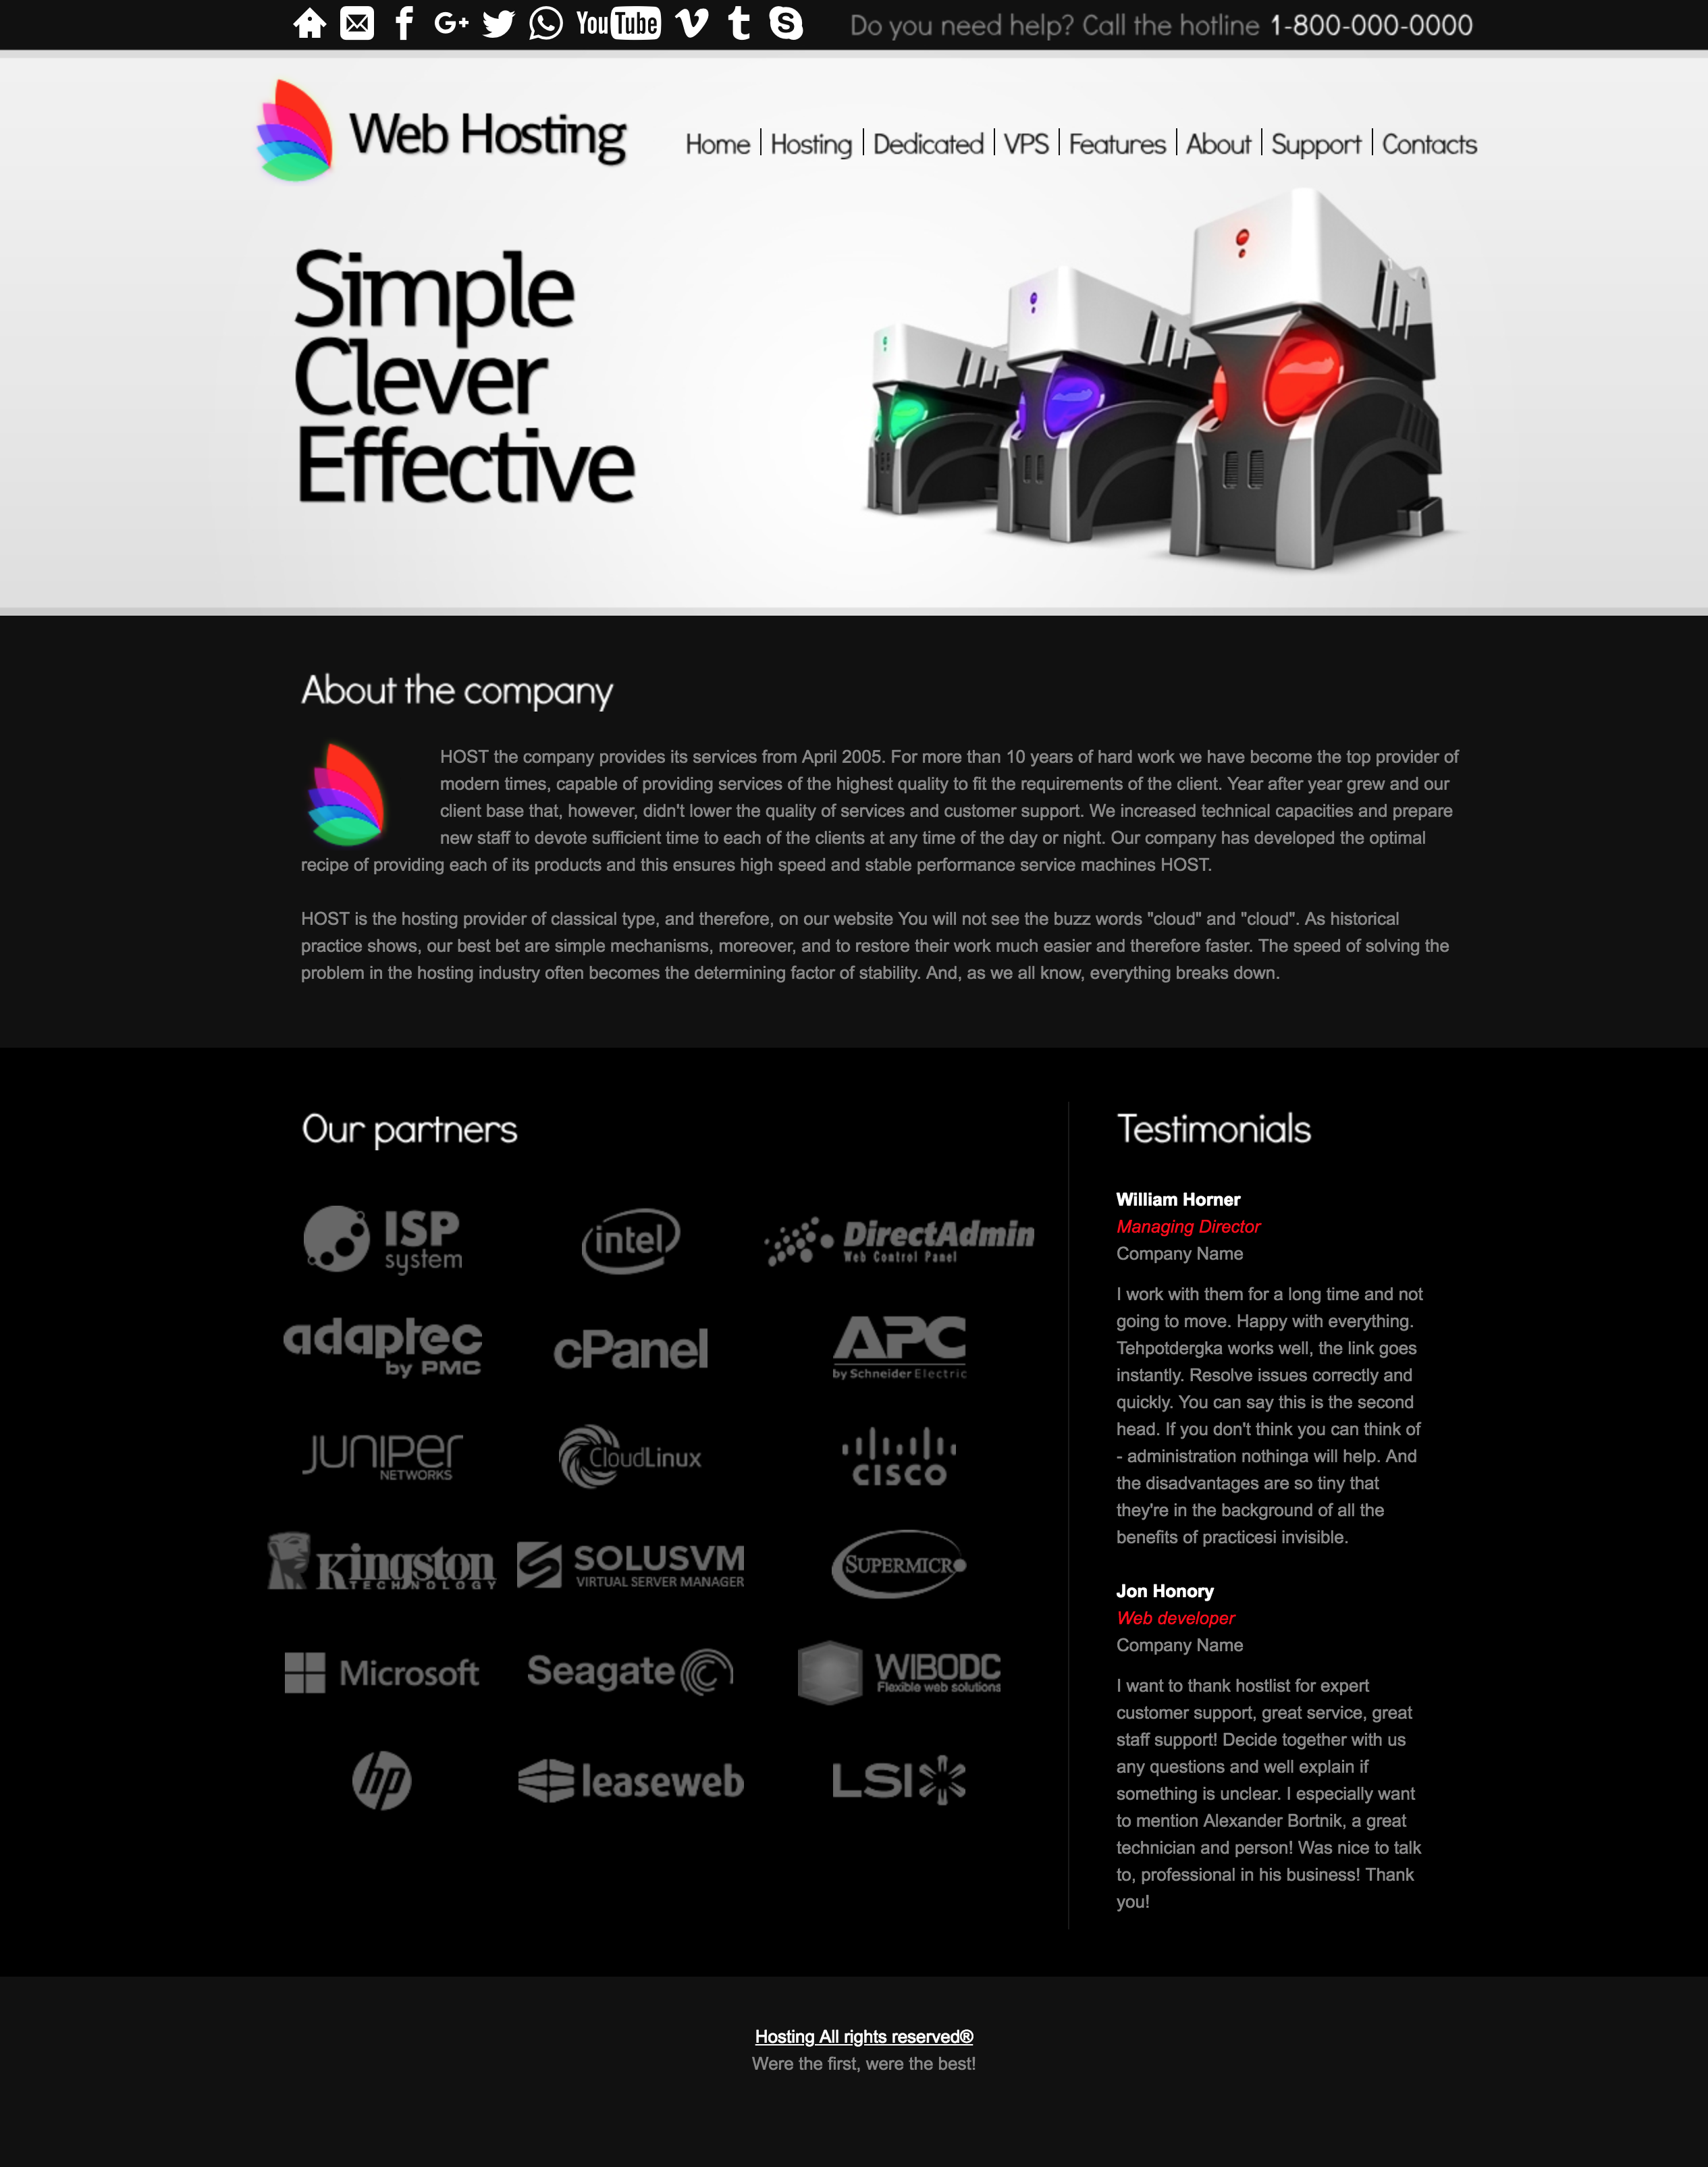 Do you need help? Call the hotline 1-800-000-0000
Web Hosting
Home | Hosting | Dedicated | VPS | Features | About | Support | Contacts
Simple
Clever
Effective
About the company
HOST the company provides its services from April 2005. For more than 10 years of hard work we have become the top provider of
modern times, capable of providing services of the highest quality to fit the requirements of the client. Year after year grew and our
client base that, however, didn't lower the quality of services and customer support. We increased technical capacities and prepare
new staff to devote sufficient time to each of the clients at any time of the day or night. Our company has developed the optimal
recipe of providing each of its products and this ensures high speed and stable performance service machines HOST.
HOST is the hosting provider of classical type, and therefore, on our website You will not see the buzz words "cloud" and "cloud". As historical
practice shows, our best bet are simple mechanisms, moreover, and to restore their work much easier and therefore faster. The speed of solving the
problem in the hosting industry often becomes the determining factor of stability. And, as we all know, everything breaks down.
Our partners
ISP
system
intel
DirectAdmin
Web Control Panel
adaptec
by PMC
cPanel
APC
by Schneider Electric
JUNIPER
NETWORKS
CloudLinux
CISCO
Kingston
TECHNOLOGY
SOLUSVM
VIRTUAL SERVER MANAGER
SUPERMICRO
Microsoft
Seagate
WIBODC
Flexible web solutions
hp
leaseweb
LSI
Testimonials
William Horner
Managing Director
Company Name
I work with them for a long time and not
going to move. Happy with everything.
Tehpotdergka works well, the link goes
instantly. Resolve issues correctly and
quickly. You can say this is the second
head. If you don't think you can think of
- administration nothinga will help. And
the disadvantages are so tiny that
they're in the background of all the
benefits of practicesi invisible.
Jon Honory
Web developer
Company Name
I want to thank hostlist for expert
customer support, great service, great
staff support! Decide together with us
any questions and well explain if
something is unclear. I especially want
to mention Alexander Bortnik, a great
technician and person! Was nice to talk
to, professional in his business! Thank
you!
Hosting All rights reserved®
Were the first, were the best!